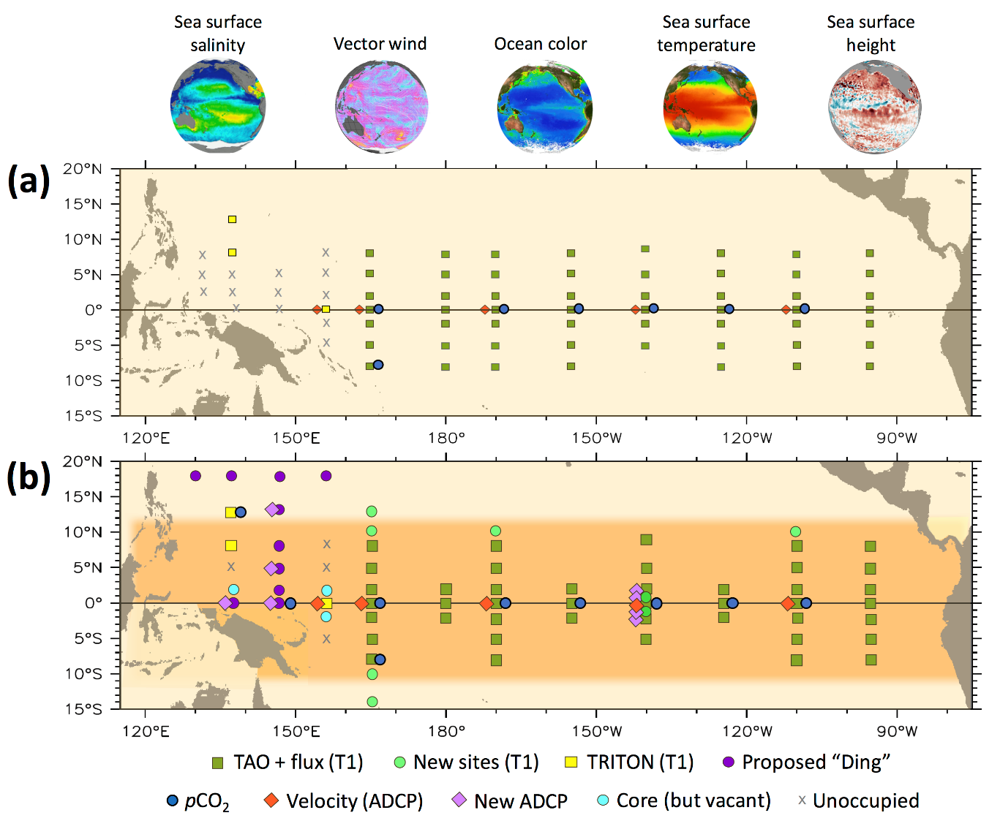 Sea surface
salinity
Vector wind
Ocean color
Sea surface
temperature
Sea surface
height
(a)
20°N
15°N
10°N
5°N
0°
5°S
10°S
15°S
120°E 150°E 180° 150°W 120°W 90°W
(b)
20°N
15°N
10°N
5°N
0°
5°S
10°S
15°S
120°E 150°E 180° 150°W 120°W 90°W
TAO + flux (T1) New sites (T1) TRITON (T1) Proposed “Ding”
pCO₂ Velocity (ADCP) New ADCP Core (but vacant) x Unoccupied